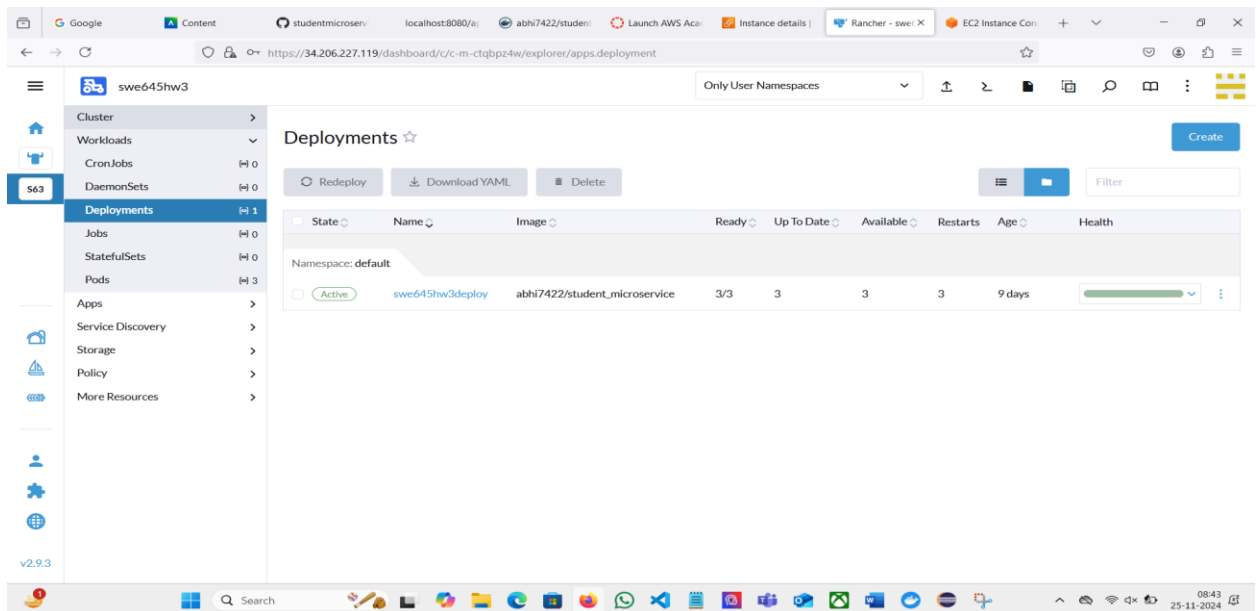 Google Content studentmicroserv localhost:8080/a abhi7422/student Launch AWS Aca Instance details | Rancher - swe EC2 Instance Con
https://34.206.227.119/dashboard/c/c-m-ctqbpz4w/explorer/apps.deployment
swe645hw3 Only User Namespaces
Cluster
Workloads
CronJobs 0
DaemonSets 0
Deployments 1
Jobs 0
StatefulSets 0
Pods 3
Apps
Service Discovery
Storage
Policy
More Resources
S63
v2.9.3
Deployments
Create
Redeploy Download YAML Delete Filter
State Name Image Ready Up To Date Available Restarts Age Health
Namespace: default
Active swe645hw3deploy abhi7422/student_microservice 3/3 3 3 3 9 days
1 Search 08:43
25-11-2024